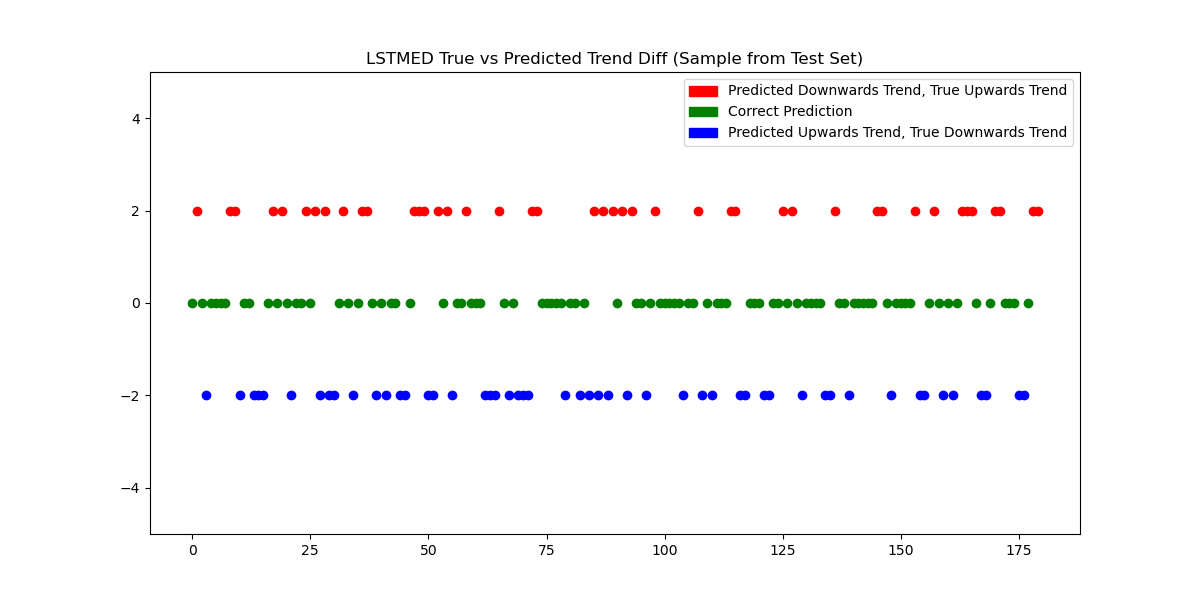 LSTMED True vs Predicted Trend Diff (Sample from Test Set)
Predicted Downwards Trend, True Upwards Trend
Correct Prediction
Predicted Upwards Trend, True Downwards Trend
4
2
0
−2
−4
0 25 50 75 100 125 150 175